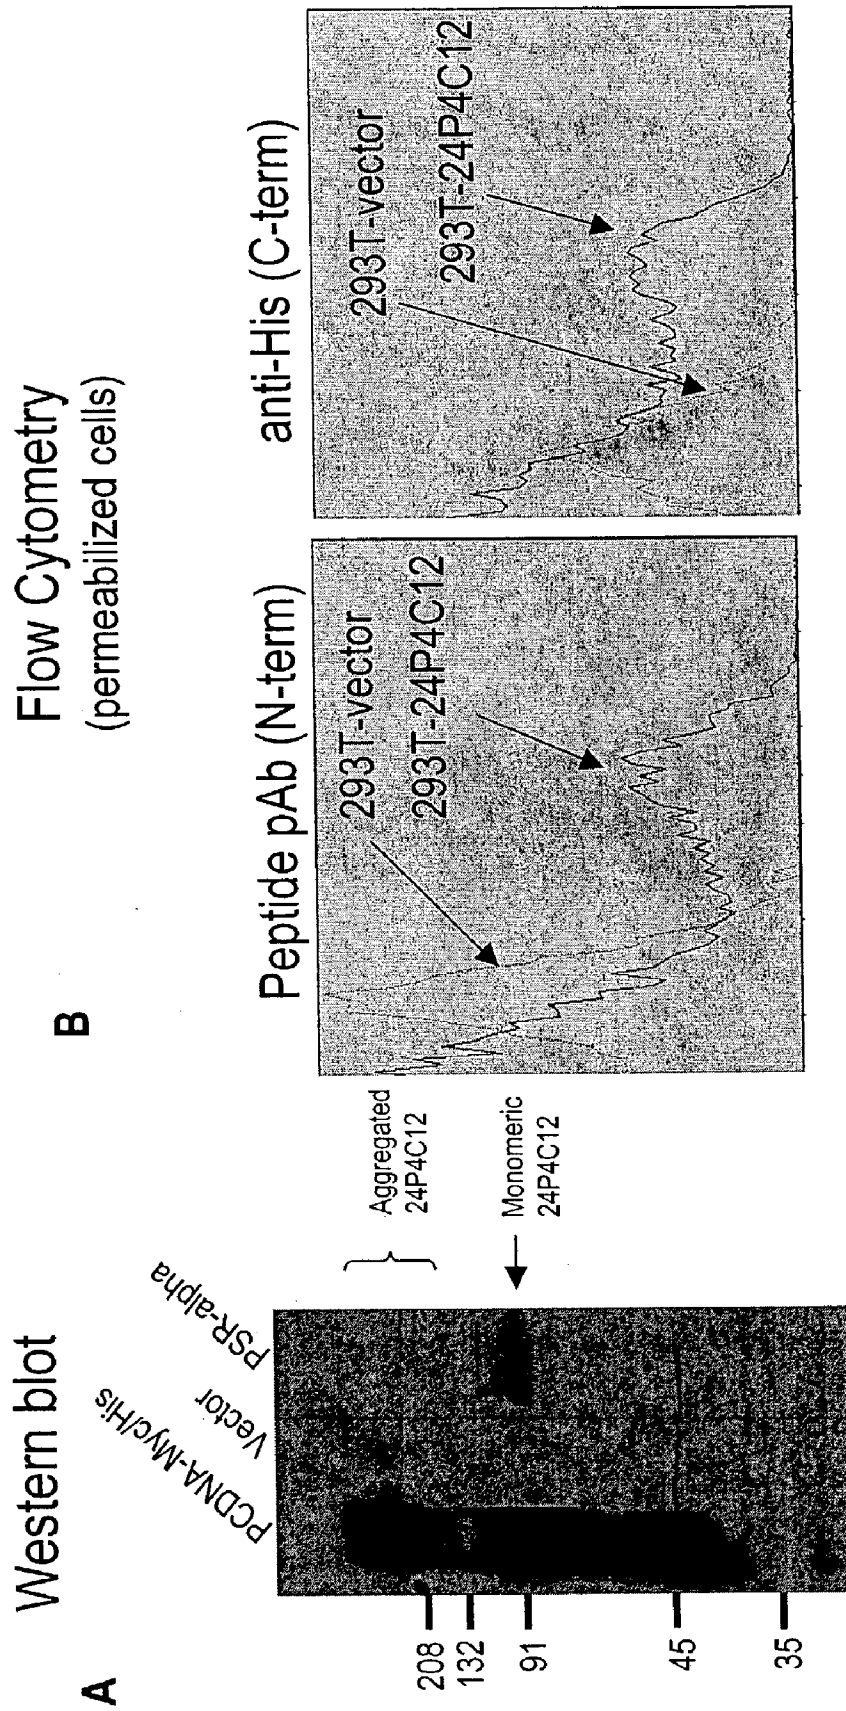 A
Western blot
PCDNA-Myc/His
Vector
PSR-alpha
208
132
91
45
35
Aggregated
24P4C12
Monomeric
24P4C12
B
Flow Cytometry
(permeabilized cells)
Peptide pAb (N-term)
293T-vector
293T-24P4C12
anti-His (C-term)
293T-vector
293T-24P4C12